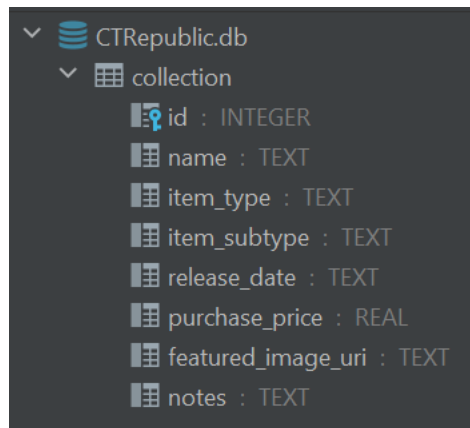 CTRepublic.db
collection
id : INTEGER
name : TEXT
item_type : TEXT
item_subtype : TEXT
release_date : TEXT
purchase_price : REAL
featured_image_uri : TEXT
notes : TEXT